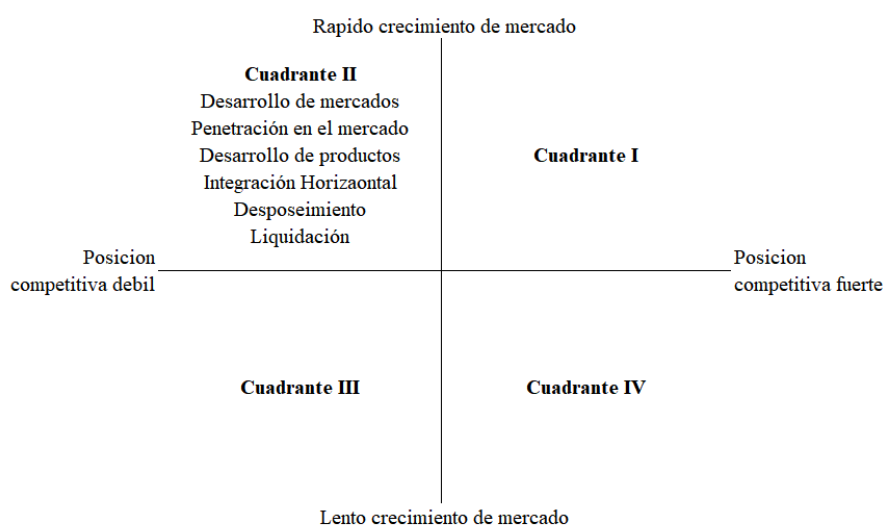 Rapido crecimiento de mercado
Cuadrante II
Desarrollo de mercados
Penetración en el mercado
Desarrollo de productos
Integración Horizaontal
Desposeimiento
Liquidación
Cuadrante I
Posicion
competitiva debil
Posicion
competitiva fuerte
Cuadrante III
Cuadrante IV
Lento crecimiento de mercado